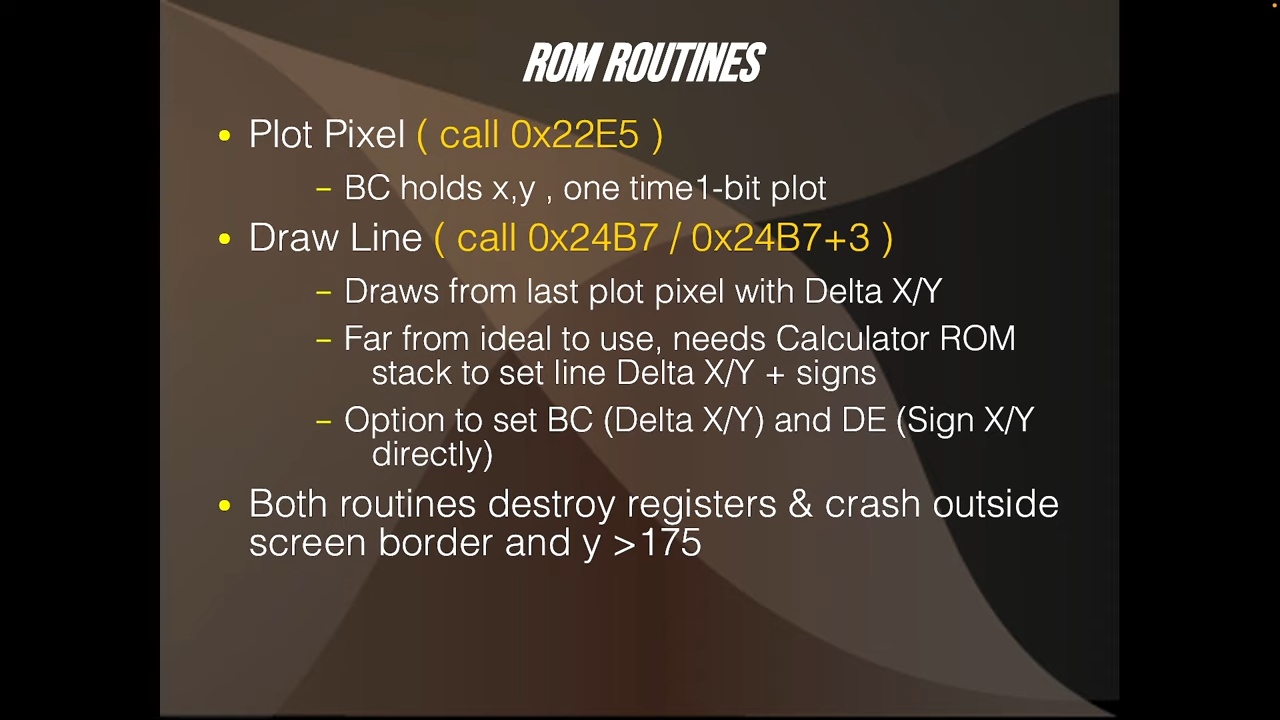 ROM ROUTINES
• Plot Pixel ( call 0x22E5 )
– BC holds x,y , one time1-bit plot
• Draw Line ( call 0x24B7 / 0x24B7+3 )
– Draws from last plot pixel with Delta X/Y
– Far from ideal to use, needs Calculator ROM
stack to set line Delta X/Y + signs
– Option to set BC (Delta X/Y) and DE (Sign X/Y
directly)
• Both routines destroy registers & crash outside
screen border and y >175